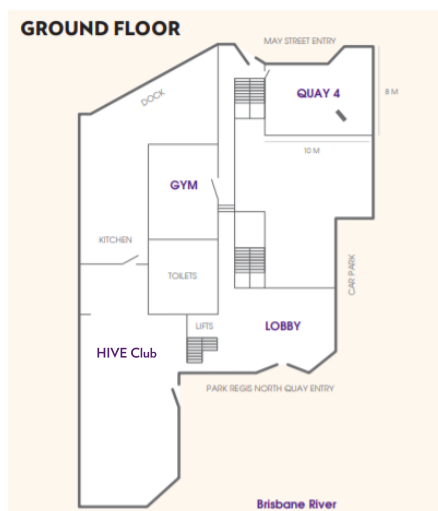 GROUND FLOOR
MAY STREET ENTRY
DOCK
QUAY 4
8 M
10 M
GYM
KITCHEN
TOILETS
CAR PARK
LIFTS
LOBBY
HIVE Club
PARK REGIS NORTH QUAY ENTRY
Brisbane River